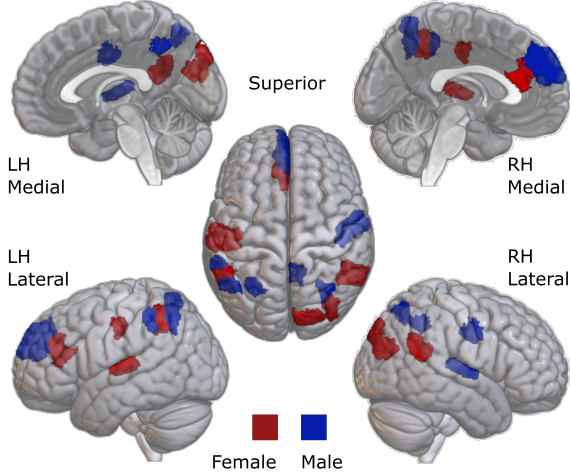 Superior
LH
Medial
RH
Medial
LH
Lateral
RH
Lateral
Female
Male